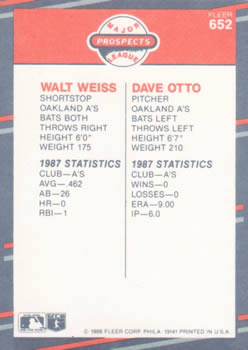 FLEER
652
MAJOR
PROSPECTS
LEAGUE
WALT WEISS
SHORTSTOP
OAKLAND A'S
BATS BOTH
THROWS RIGHT
HEIGHT 6'0"
WEIGHT 175
1987 STATISTICS
CLUB—A'S
AVG—.462
AB—26
HR—0
RBI—1
DAVE OTTO
PITCHER
OAKLAND A'S
BATS LEFT
THROWS LEFT
HEIGHT 6'7"
WEIGHT 210
1987 STATISTICS
CLUB—A'S
WINS—0
LOSSES—0
ERA—9.00
IP—6.0
© 1988 FLEER CORP. PHILA. 19141 PRINTED IN U.S.A.